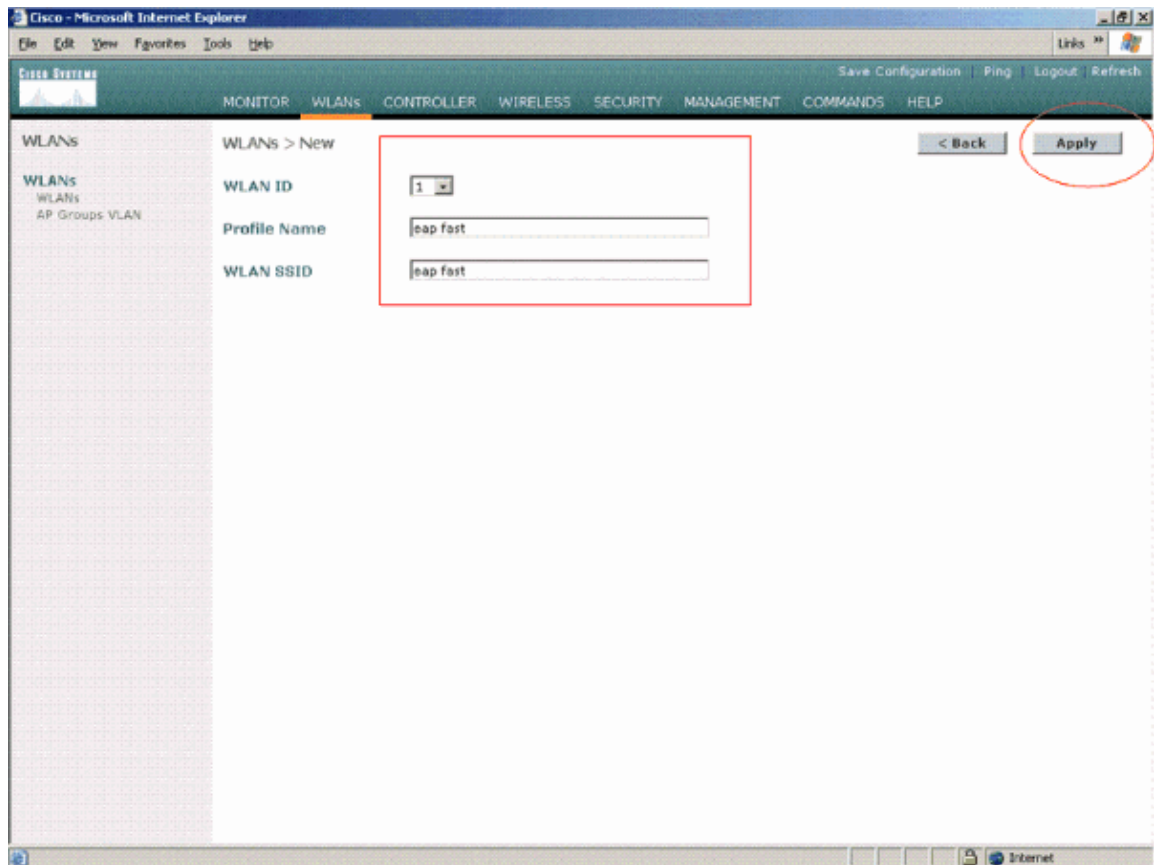 Cisco - Microsoft Internet Explorer
File Edit View Favorites Tools Help Links »
CISCO SYSTEMS
Save Configuration | Ping | Logout | Refresh
MONITOR WLANs CONTROLLER WIRELESS SECURITY MANAGEMENT COMMANDS HELP
WLANs
WLANs > New
< Back
Apply
WLANs
WLANs
AP Groups VLAN
WLAN ID 1
Profile Name eap fast
WLAN SSID eap fast
Internet